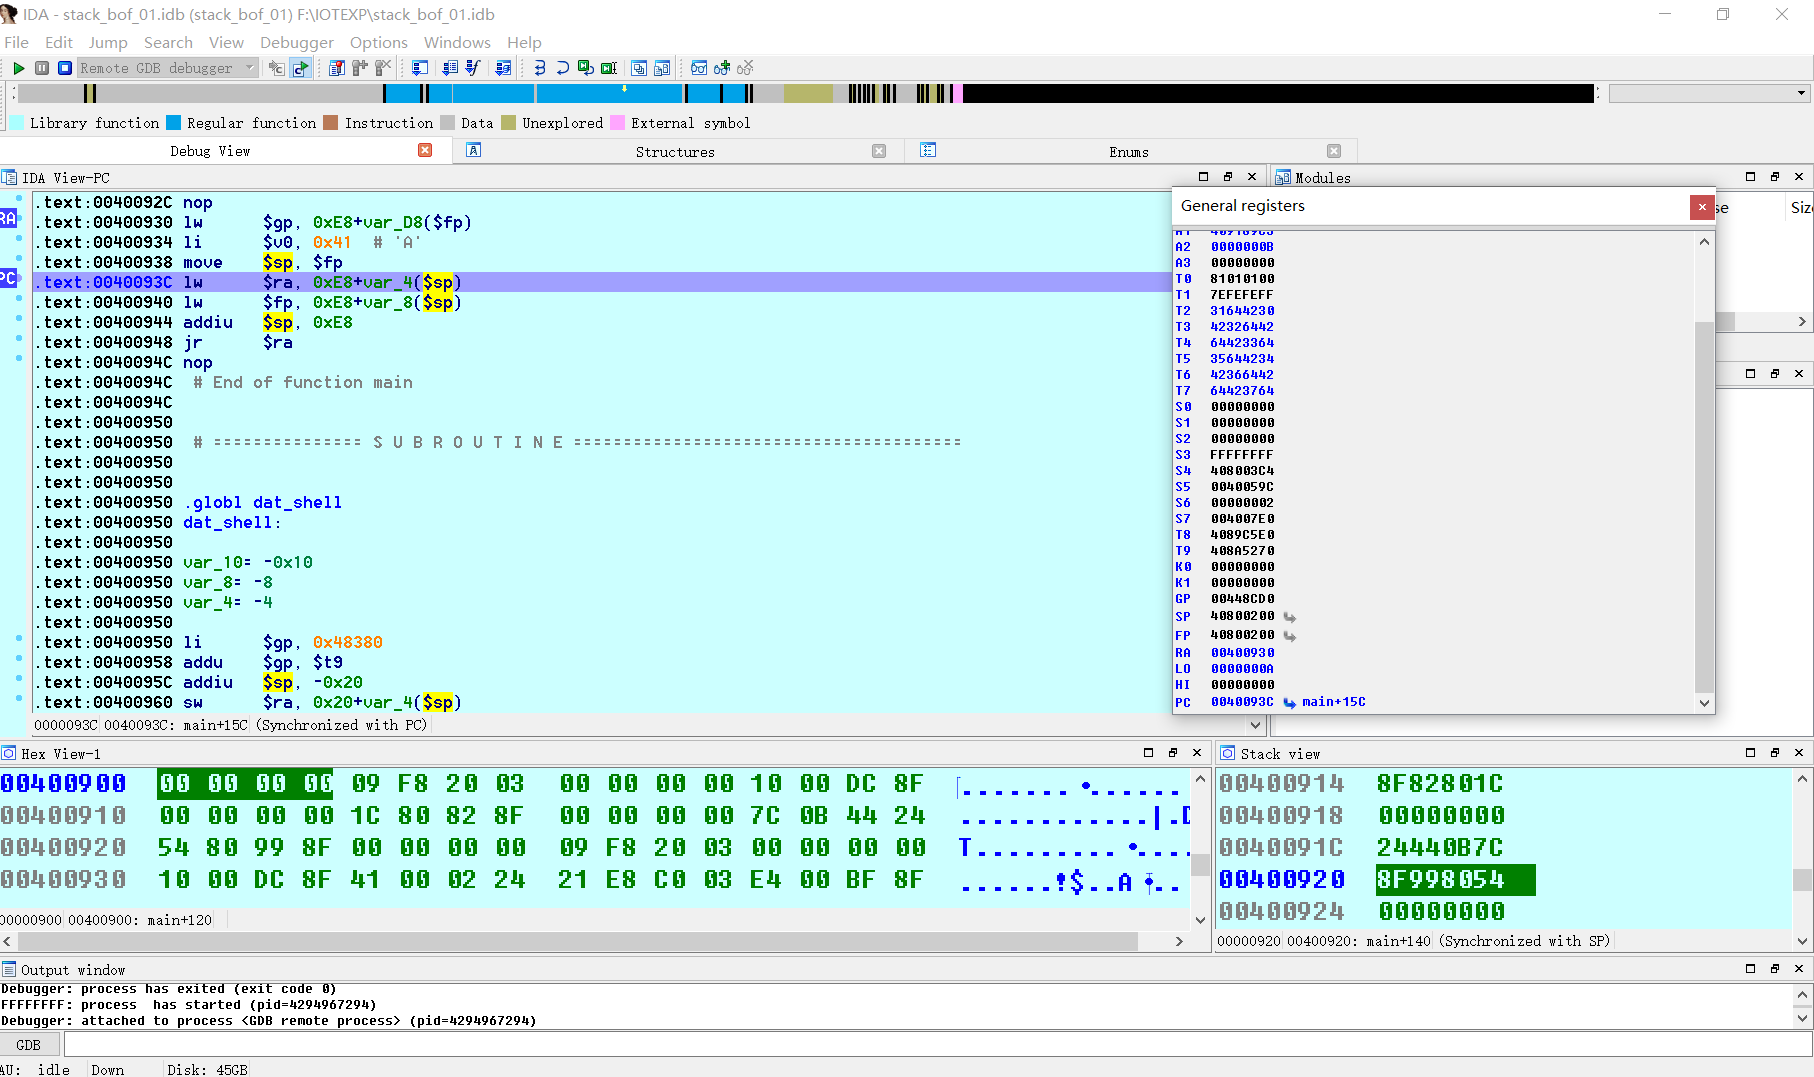 IDA - stack_bof_01.idb (stack_bof_01) F:\IOTEXP\stack_bof_01.idb
File Edit Jump Search View Debugger Options Windows Help
Remote GDB debugger
Library function Regular function Instruction Data Unexplored External symbol
Debug View Structures Enums
IDA View-PC
.text:0040092C nop
RA
.text:00400930 lw $gp, 0xE8+var_D8($fp)
.text:00400934 li $v0, 0x41 # 'A'
.text:00400938 move $sp, $fp
PC
.text:0040093C lw $ra, 0xE8+var_4($sp)
.text:00400940 lw $fp, 0xE8+var_8($sp)
.text:00400944 addiu $sp, 0xE8
.text:00400948 jr $ra
.text:0040094C nop
.text:0040094C # End of function main
.text:0040094C
.text:00400950
.text:00400950 # =============== S U B R O U T I N E =======================================
.text:00400950
.text:00400950
.text:00400950 .globl dat_shell
.text:00400950 dat_shell:
.text:00400950
.text:00400950 var_10= -0x10
.text:00400950 var_8= -8
.text:00400950 var_4= -4
.text:00400950
.text:00400950 li $gp, 0x48380
.text:00400958 addu $gp, $t9
.text:0040095C addiu $sp, -0x20
.text:00400960 sw $ra, 0x20+var_4($sp)
0000093C 0040093C: main+15C (Synchronized with PC)
Modules
Siz
General registers
A2 0000000B
A3 00000000
T0 81010100
T1 7EFEFEFF
T2 31644230
T3 42326442
T4 64423364
T5 35644234
T6 42366442
T7 64423764
S0 00000000
S1 00000000
S2 00000000
S3 FFFFFFFF
S4 408003C4
S5 0040059C
S6 00000002
S7 004007E0
T8 4089C5E0
T9 408A5270
K0 00000000
K1 00000000
GP 00448CD0
SP 40800200
FP 40800200
RA 00400930
LO 0000000A
HI 00000000
PC 0040093C main+15C
Hex View-1
00400900 00 00 00 00 09 F8 20 03 00 00 00 00 10 00 DC 8F
00400910 00 00 00 00 1C 80 82 8F 00 00 00 00 7C 0B 44 24
00400920 54 80 99 8F 00 00 00 00 09 F8 20 03 00 00 00 00
00400930 10 00 DC 8F 41 00 02 24 21 E8 C0 03 E4 00 BF 8F
00000900 00400900: main+120
Stack view
00400914 8F82801C
00400918 00000000
0040091C 24440B7C
00400920 8F998054
00400924 00000000
00000920 00400920: main+140 (Synchronized with SP)
Output window
Debugger: process has exited (exit code 0)
FFFFFFFF: process has started (pid=4294967294)
Debugger: attached to process <GDB remote process> (pid=4294967294)
GDB
AU: idle Down Disk: 45GB